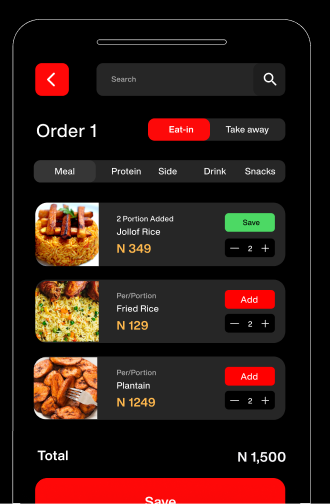 Search
Order 1
Eat-in Take away
Meal Protein Side Drink Snacks
2 Portion Added
Jollof Rice
N 349
Save
2
Per/Portion
Fried Rice
N 129
Add
2
Per/Portion
Plantain
N 1249
Add
2
Total N 1,500
Save